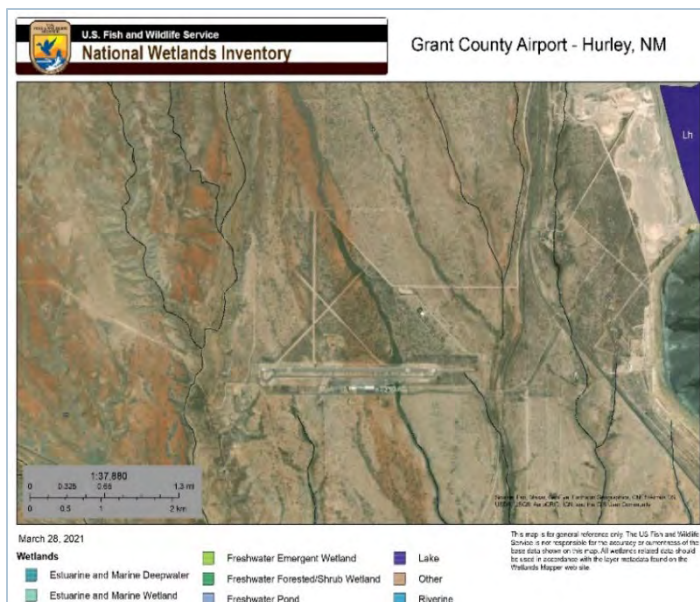 U.S. Fish and Wildlife Service
National Wetlands Inventory
Grant County Airport - Hurley, NM
Lh
1:37,880
0 0.325 0.65 1.3 mi
0 0.5 1 2 km
March 28, 2021
This map is for general reference only. The US Fish and Wildlife
Service is not responsible for the accuracy or currentness of the
base data shown on this map. All wetlands related data should
be used in accordance with the layer metadata found on the
Wetlands Mapper web site.
Wetlands
Estuarine and Marine Deepwater
Estuarine and Marine Wetland
Freshwater Emergent Wetland
Freshwater Forested/Shrub Wetland
Freshwater Pond
Lake
Other
Riverine